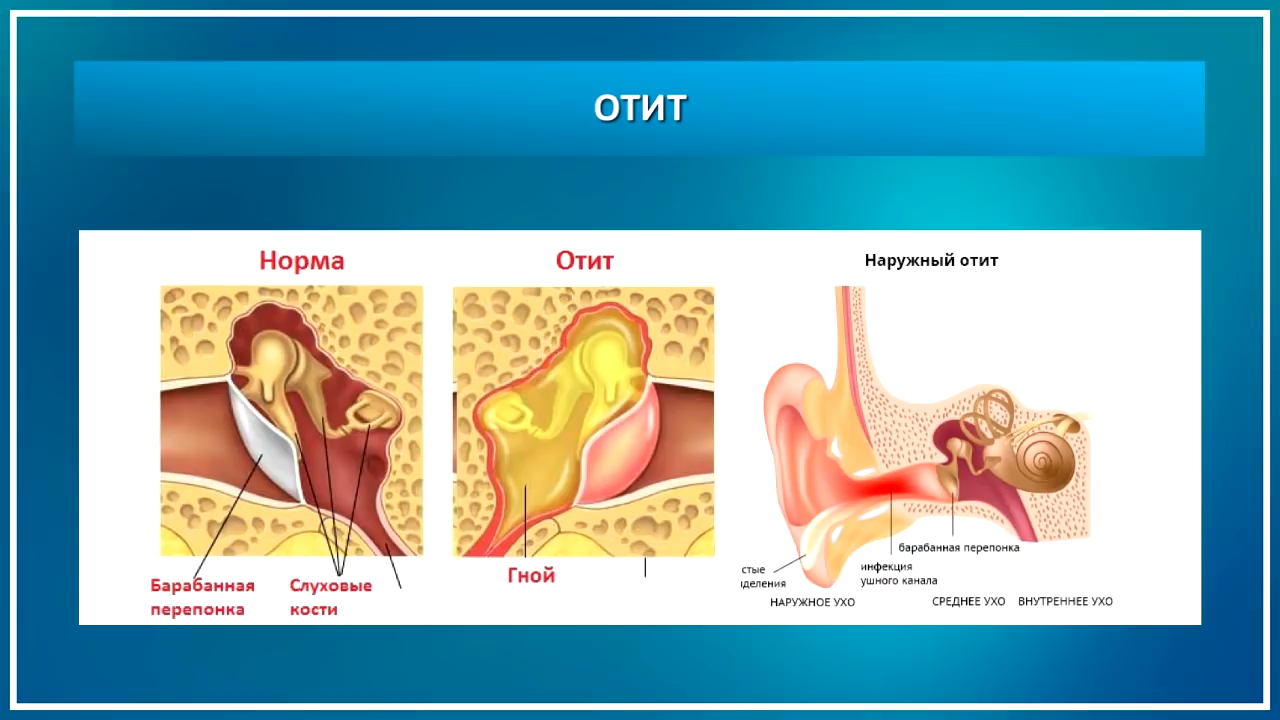 ОТИТ
Норма
Отит
Наружный отит
Барабанная
перепонка
Слуховые
кости
Гной
барабанная перепонка
инфекция
ушного канала
НАРУЖНОЕ УХО
СРЕДНЕЕ УХО
ВНУТРЕННЕЕ УХО